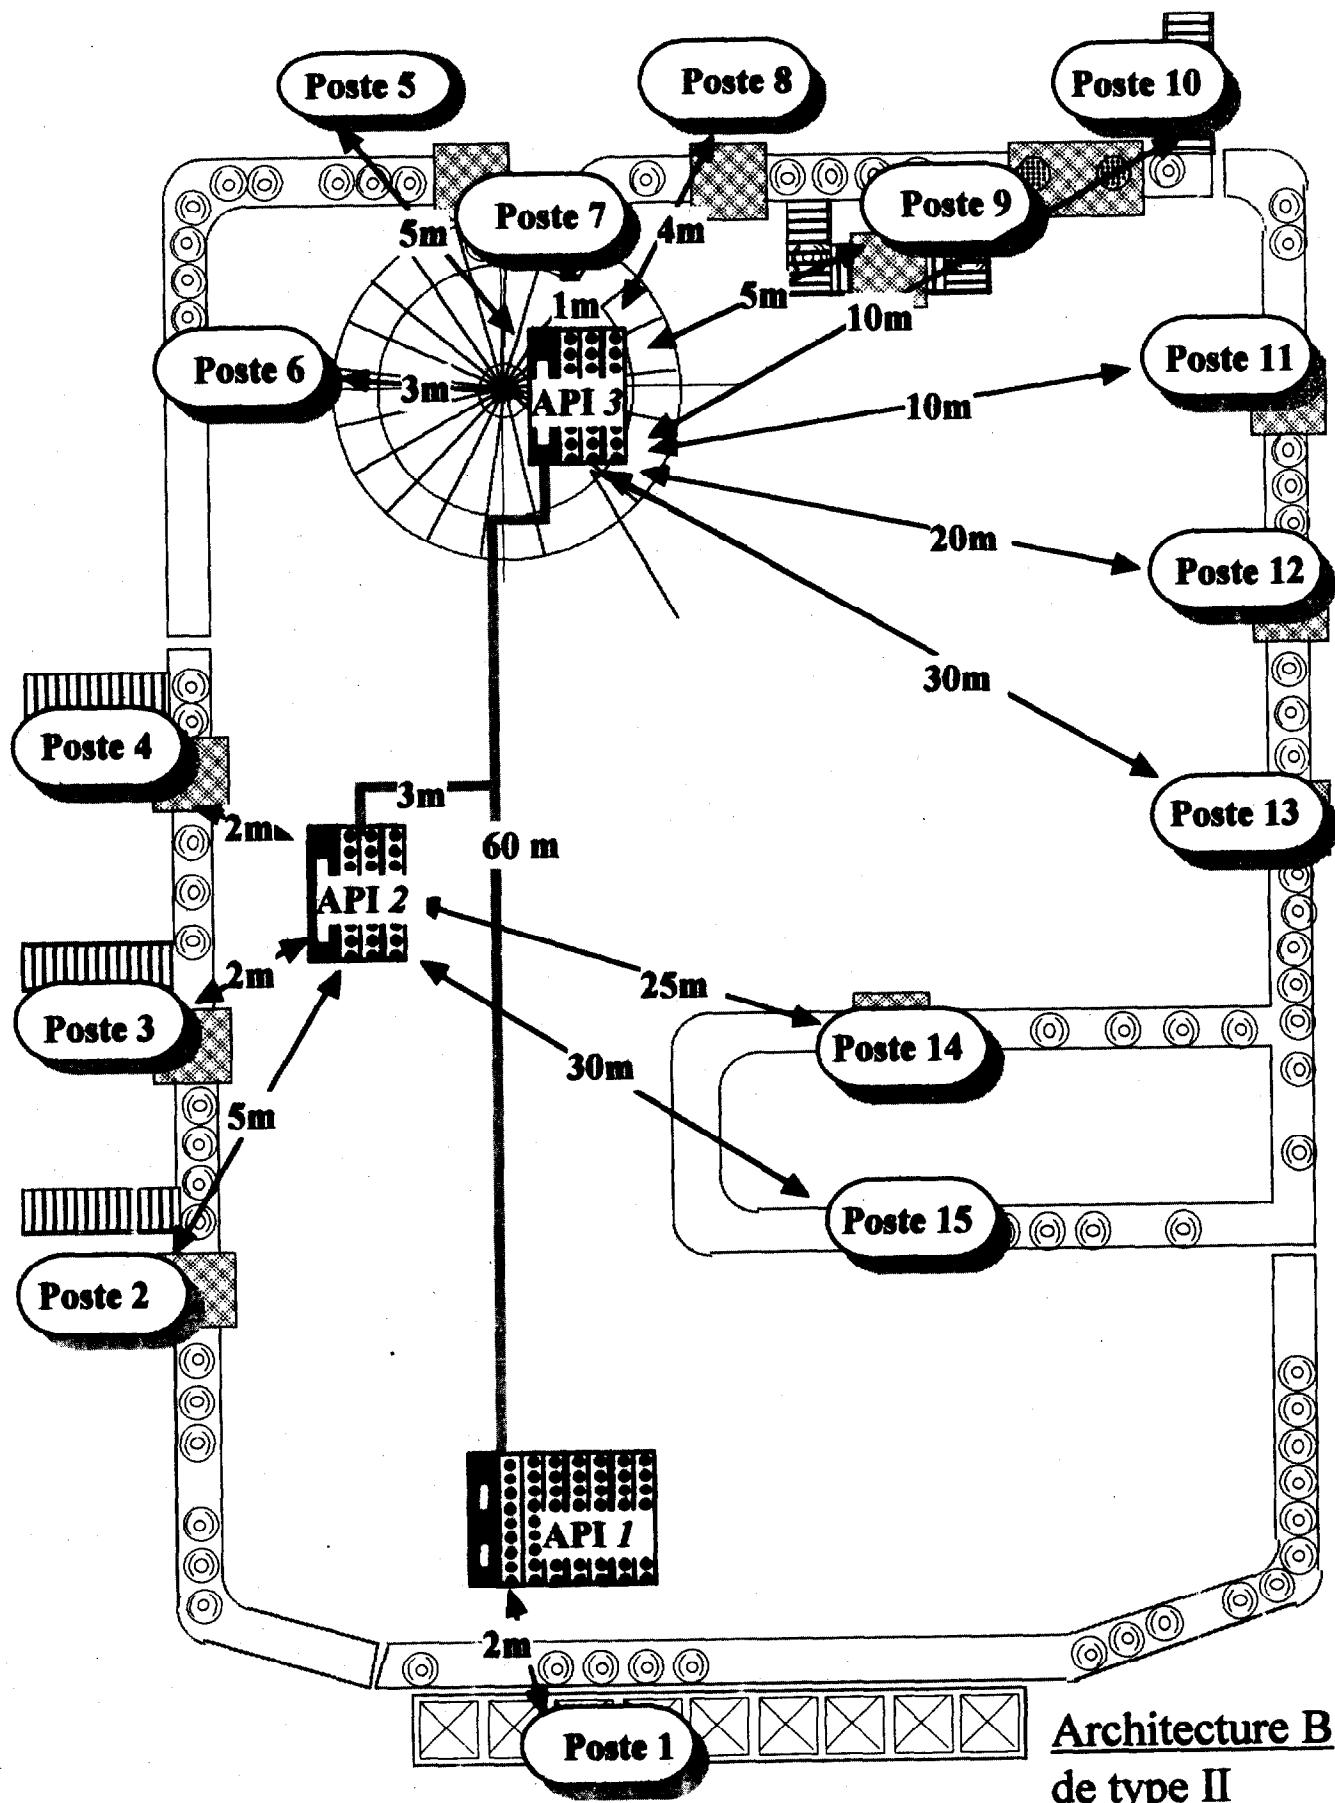 Poste 5
Poste 8
Poste 10
Poste 7
Poste 9
5m
4m
1m
5m
10m
Poste 6
3m
API 3
10m
Poste 11
20m
Poste 12
30m
Poste 4
3m
Poste 13
2m
60 m
API 2
2m
25m
Poste 3
Poste 14
30m
5m
Poste 15
Poste 2
API 1
2m
Poste 1
Architecture B
de type II